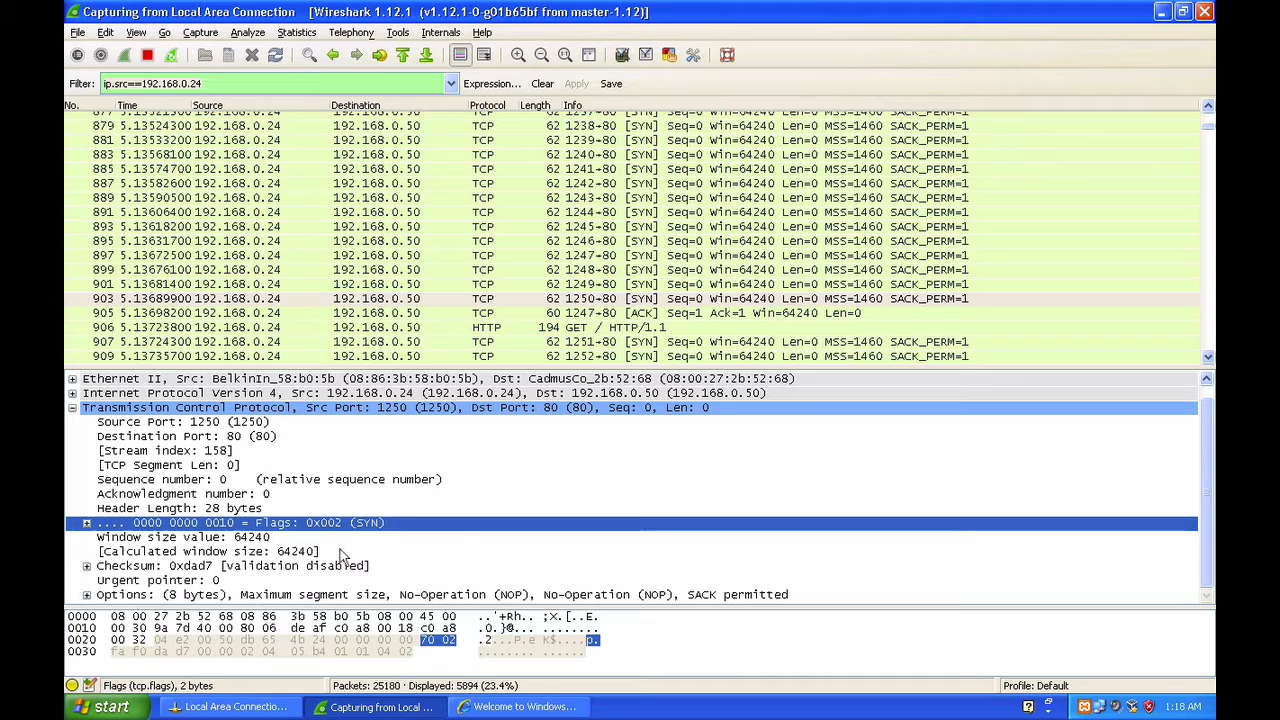 Capturing from Local Area Connection [Wireshark 1.12.1 (v1.12.1-0-g01b65bf from master-1.12)]
File Edit View Go Capture Analyze Statistics Telephony Tools Internals Help
Filter: ip.src==192.168.0.24 Expression... Clear Apply Save
No. Time Source Destination Protocol Length Info
877 5.13514300 192.168.0.24 192.168.0.50 TCP 62 1237→80 [SYN] Seq=0 Win=64240 Len=0 MSS=1460 SACK_PERM=1
879 5.13524300 192.168.0.24 192.168.0.50 TCP 62 1238→80 [SYN] Seq=0 Win=64240 Len=0 MSS=1460 SACK_PERM=1
881 5.13533800 192.168.0.24 192.168.0.50 TCP 62 1239→80 [SYN] Seq=0 Win=64240 Len=0 MSS=1460 SACK_PERM=1
883 5.13568100 192.168.0.24 192.168.0.50 TCP 62 1240→80 [SYN] Seq=0 Win=64240 Len=0 MSS=1460 SACK_PERM=1
885 5.13574700 192.168.0.24 192.168.0.50 TCP 62 1241→80 [SYN] Seq=0 Win=64240 Len=0 MSS=1460 SACK_PERM=1
887 5.13582600 192.168.0.24 192.168.0.50 TCP 62 1242→80 [SYN] Seq=0 Win=64240 Len=0 MSS=1460 SACK_PERM=1
889 5.13590500 192.168.0.24 192.168.0.50 TCP 62 1243→80 [SYN] Seq=0 Win=64240 Len=0 MSS=1460 SACK_PERM=1
891 5.13606400 192.168.0.24 192.168.0.50 TCP 62 1244→80 [SYN] Seq=0 Win=64240 Len=0 MSS=1460 SACK_PERM=1
893 5.13618200 192.168.0.24 192.168.0.50 TCP 62 1245→80 [SYN] Seq=0 Win=64240 Len=0 MSS=1460 SACK_PERM=1
895 5.13631700 192.168.0.24 192.168.0.50 TCP 62 1246→80 [SYN] Seq=0 Win=64240 Len=0 MSS=1460 SACK_PERM=1
897 5.13672500 192.168.0.24 192.168.0.50 TCP 62 1247→80 [SYN] Seq=0 Win=64240 Len=0 MSS=1460 SACK_PERM=1
899 5.13676100 192.168.0.24 192.168.0.50 TCP 62 1248→80 [SYN] Seq=0 Win=64240 Len=0 MSS=1460 SACK_PERM=1
901 5.13681400 192.168.0.24 192.168.0.50 TCP 62 1249→80 [SYN] Seq=0 Win=64240 Len=0 MSS=1460 SACK_PERM=1
903 5.13689900 192.168.0.24 192.168.0.50 TCP 62 1250→80 [SYN] Seq=0 Win=64240 Len=0 MSS=1460 SACK_PERM=1
905 5.13698200 192.168.0.24 192.168.0.50 TCP 60 1247→80 [ACK] Seq=1 Ack=1 Win=64240 Len=0
906 5.13723800 192.168.0.24 192.168.0.50 HTTP 194 GET / HTTP/1.1
907 5.13724300 192.168.0.24 192.168.0.50 TCP 62 1251→80 [SYN] Seq=0 Win=64240 Len=0 MSS=1460 SACK_PERM=1
909 5.13735700 192.168.0.24 192.168.0.50 TCP 62 1252→80 [SYN] Seq=0 Win=64240 Len=0 MSS=1460 SACK_PERM=1
Ethernet II, Src: BelkinIn_58:b0:5b (08:86:3b:58:b0:5b), Dst: CadmusCo_2b:52:68 (08:00:27:2b:52:68)
Internet Protocol Version 4, Src: 192.168.0.24 (192.168.0.24), Dst: 192.168.0.50 (192.168.0.50)
Transmission Control Protocol, Src Port: 1250 (1250), Dst Port: 80 (80), Seq: 0, Len: 0
Source Port: 1250 (1250)
Destination Port: 80 (80)
[Stream index: 158]
[TCP Segment Len: 0]
Sequence number: 0 (relative sequence number)
Acknowledgment number: 0
Header Length: 28 bytes
.... 0000 0000 0010 = Flags: 0x002 (SYN)
Window size value: 64240
[Calculated window size: 64240]
Checksum: 0xdad7 [validation disabled]
Urgent pointer: 0
Options: (8 bytes), Maximum segment size, No-Operation (NOP), No-Operation (NOP), SACK permitted
0000 08 00 27 2b 52 68 08 86 3b 58 b0 5b 08 00 45 00 ..'+Rh.. ;X.[..E.
0010 00 30 9a 7d 40 00 80 06 de af c0 a8 00 18 c0 a8 .0.}@... ........
0020 00 32 04 e2 00 50 db 65 4b 24 00 00 00 00 70 02 .2...P.e K$....p.
0030 fa f0 da d7 00 00 02 04 05 b4 01 01 04 02 ........ ......
Flags (tcp.flags), 2 bytes Packets: 25180 · Displayed: 5894 (23.4%) Profile: Default
start Local Area Connectio... Capturing from Local ... Welcome to Windows... 1:18 AM